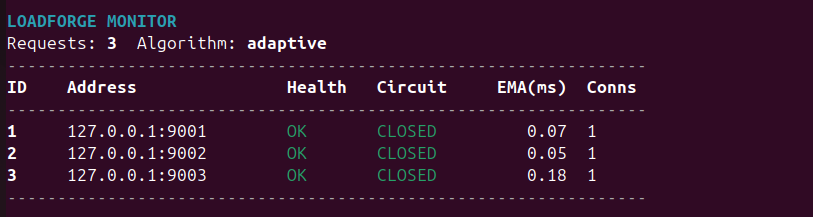 LOADFORGE MONITOR
Requests: 3  Algorithm: adaptive
----------------------------------------------------------------
ID    Address               Health   Circuit     EMA(ms)  Conns
----------------------------------------------------------------
1     127.0.0.1:9001        OK       CLOSED         0.07  1
2     127.0.0.1:9002        OK       CLOSED         0.05  1
3     127.0.0.1:9003        OK       CLOSED         0.18  1
----------------------------------------------------------------